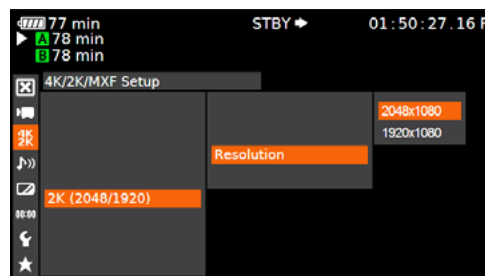 77 min STBY 01:50:27.16 F
A 78 min
B 78 min
4K/2K/MXF Setup
2048x1080
4K 2K 1920x1080
Resolution
2K (2048/1920)
00:00